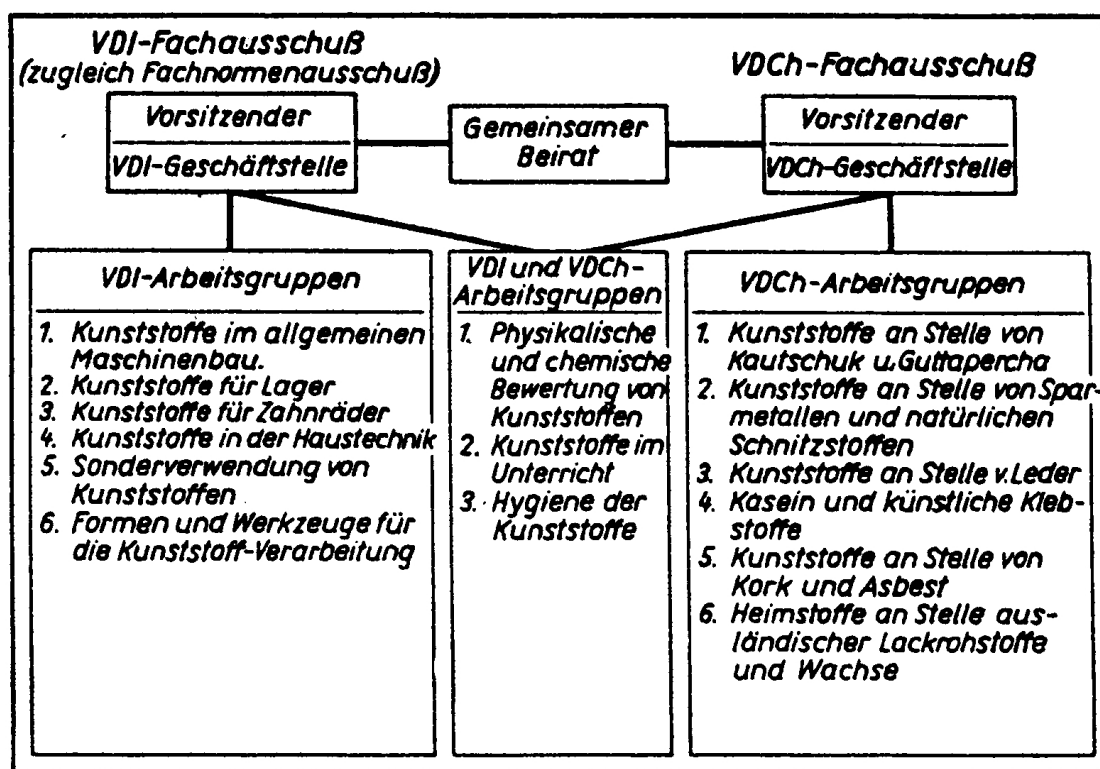 VDI-Fachausschuß
(zugleich Fachnormenausschuß)
Vorsitzender
VDI-Geschäftstelle
Gemeinsamer
Beirat
VDCh-Fachausschuß
Vorsitzender
VDCh-Geschäftstelle
VDI-Arbeitsgruppen
1. Kunststoffe im allgemeinen
Maschinenbau.
2. Kunststoffe für Lager
3. Kunststoffe für Zahnräder
4. Kunststoffe in der Haustechnik
5. Sonderverwendung von
Kunststoffen
6. Formen und Werkzeuge für
die Kunststoff-Verarbeitung
VDI und VDCh-
Arbeitsgruppen
1. Physikalische
und chemische
Bewertung von
Kunststoffen
2. Kunststoffe im
Unterricht
3. Hygiene der
Kunststoffe
VDCh-Arbeitsgruppen
1. Kunststoffe an Stelle von
Kautschuk u. Guttapercha
2. Kunststoffe an Stelle von Spar-
metallen und natürlichen
Schnitzstoffen
3. Kunststoffe an Stelle v. Leder
4. Kasein und künstliche Kleb-
stoffe
5. Kunststoffe an Stelle von
Kork und Asbest
6. Heimstoffe an Stelle aus-
ländischer Lackrohstoffe
und Wachse